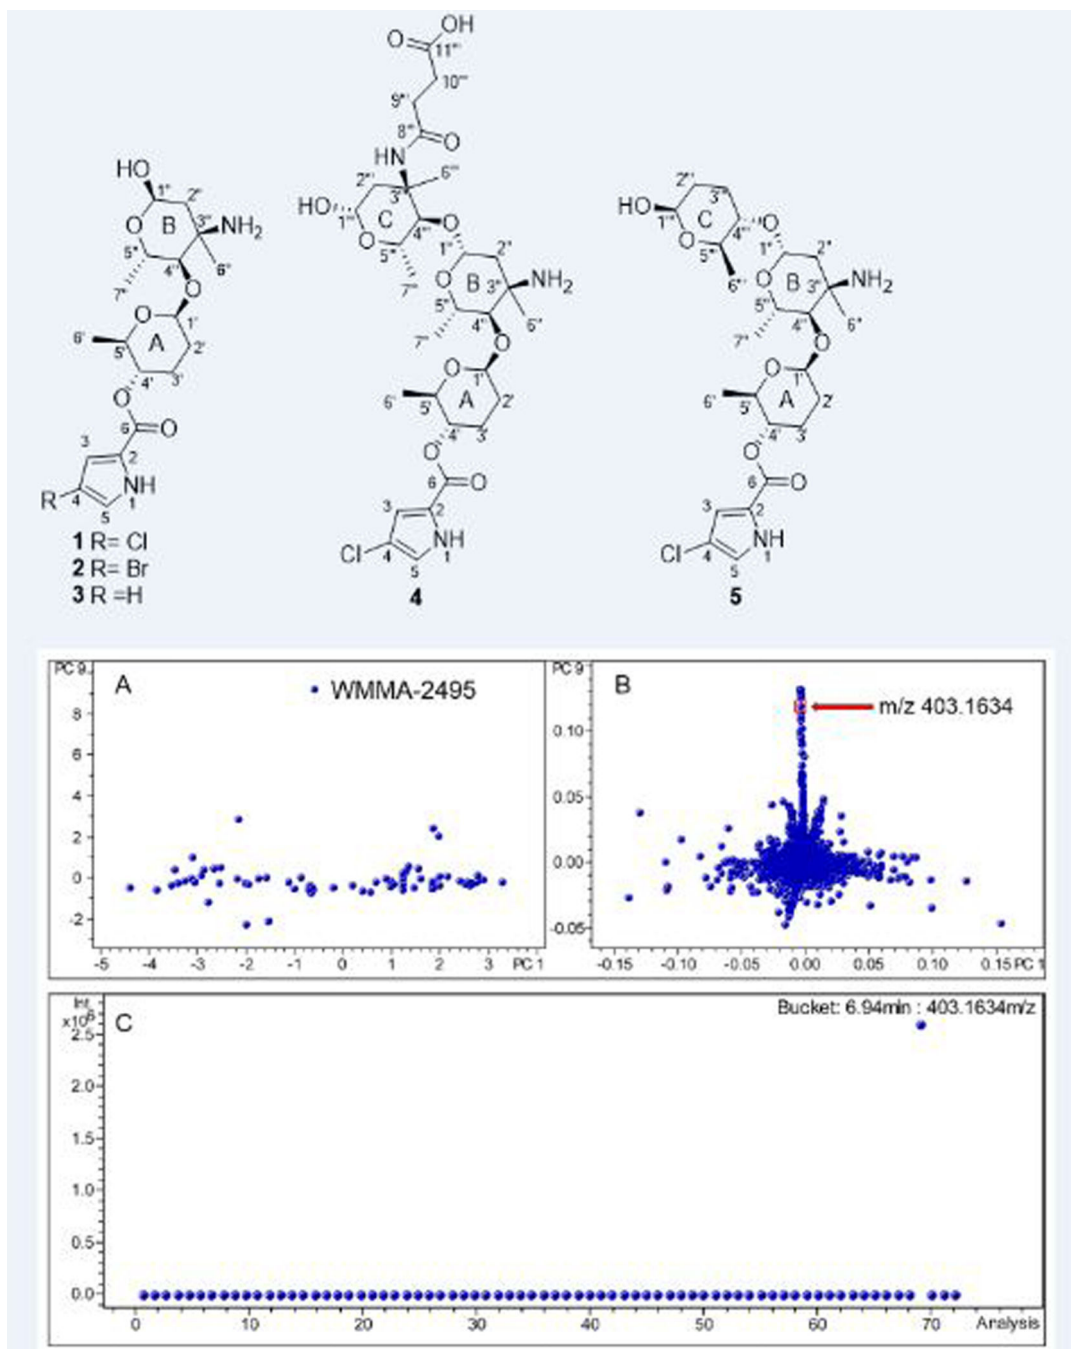 OH
O
11'''
10'''
9'''
8'''
O
HN
6'''
2'''
3'''
C
HO
1'''
O
4'''
O
5'''
7'''
1"
2"
B
3"
NH₂
O
5"
4"
6"
7"
O
O
1'
6'
5'
A
2'
4'
3'
O
6
O
3
2
NH
1
4
5
Cl
4
HO
1"
2"
B
3"
NH₂
O
5"
4"
6"
7"
O
O
1'
6'
5'
A
2'
4'
3'
O
6
O
3
2
NH
1
4
5
R
1 R= Cl
2 R= Br
3 R =H
2'''
3'''
C
HO
1'''
O
4'''
O
5'''
6'''
1"
2"
B
3"
NH₂
O
5"
4"
6"
7"
O
O
1'
6'
5'
A
2'
4'
3'
O
6
O
3
2
NH
1
4
5
Cl
5
PC 9
A
WMMA-2495
8
6
4
2
0
-2
-5 -4 -3 -2 -1 0 1 2 3 PC 1
PC 9
B
m/z 403.1634
0.10
0.05
0.00
-0.05
-0.15 -0.10 -0.05 0.00 0.05 0.10 0.15 PC 1
Int.
x10⁶
C
Bucket: 6.94min : 403.1634m/z
2.5
2.0
1.5
1.0
0.5
0.0
0 10 20 30 40 50 60 70 Analysis